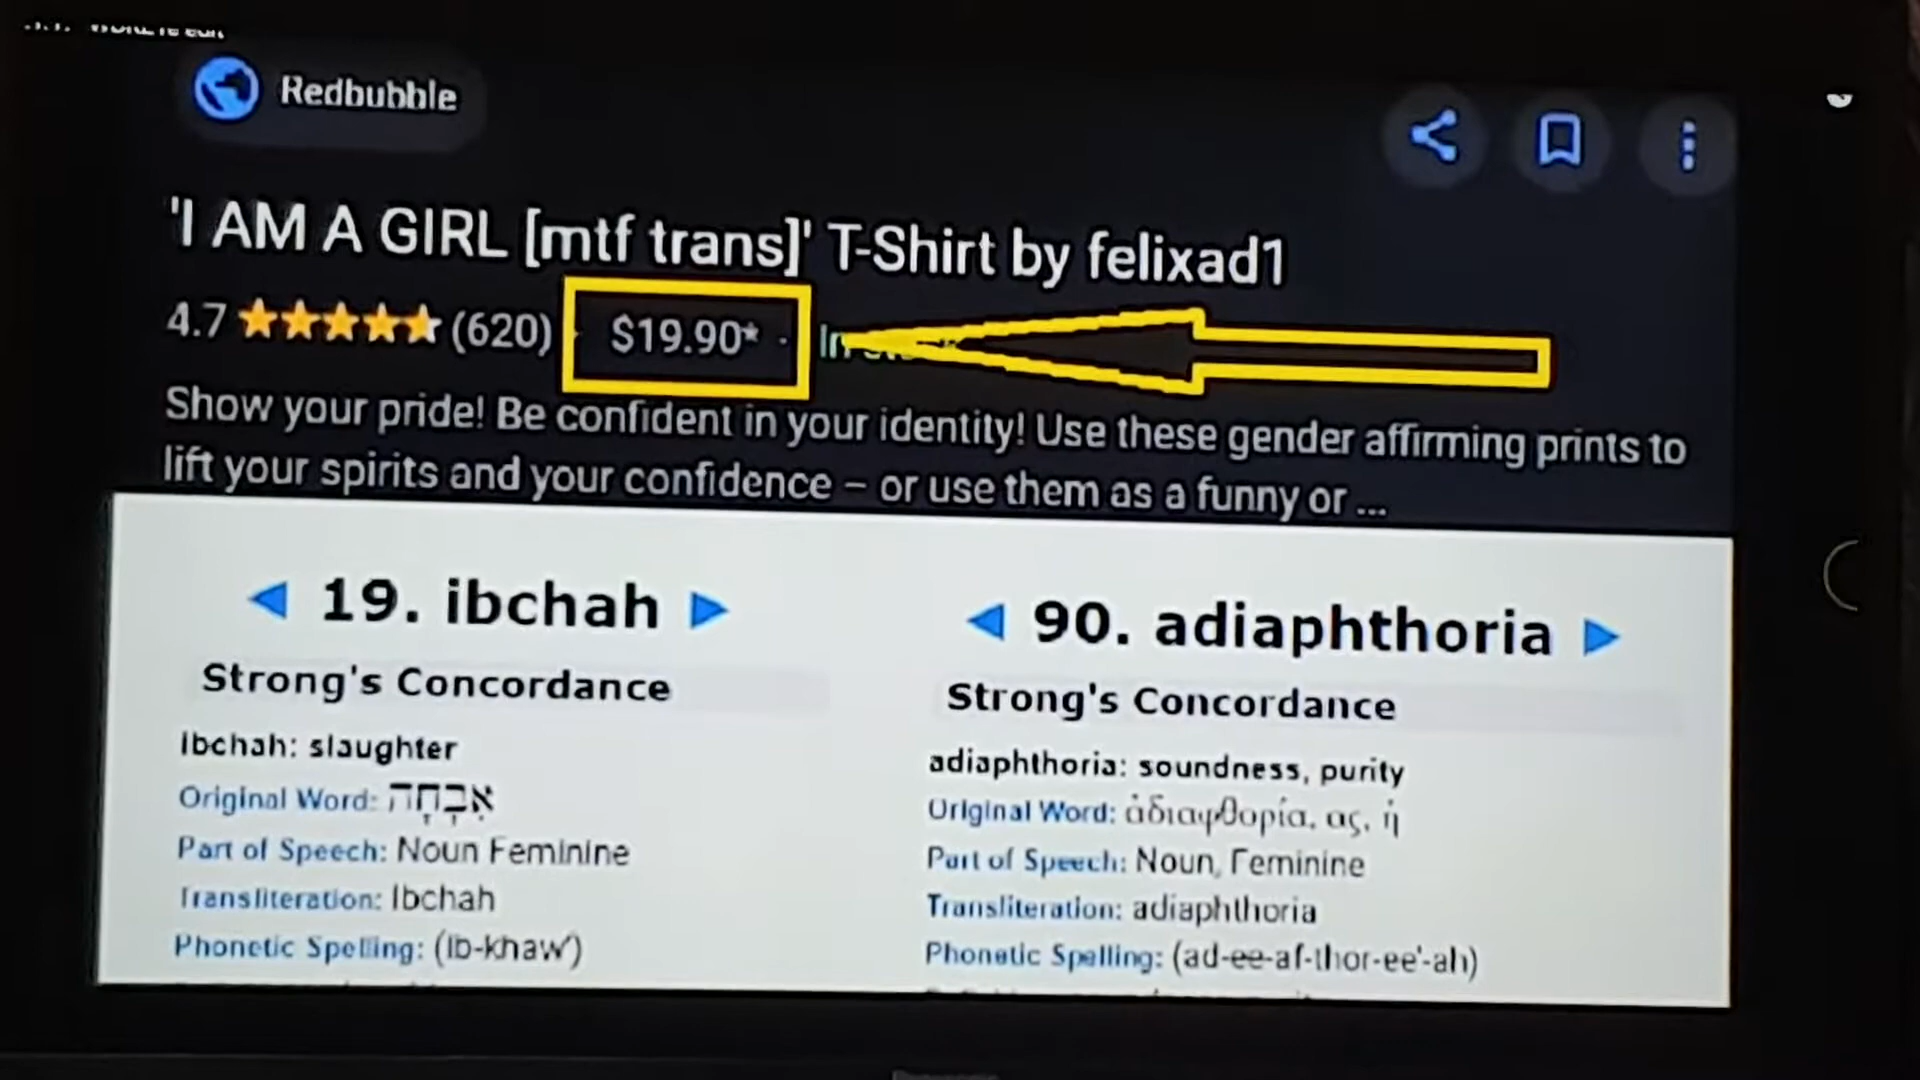 Redbubble
'I AM A GIRL [mtf trans]' T-Shirt by felixad1
4.7 ★★★★★ (620) · $19.90* · In
Show your pride! Be confident in your identity! Use these gender affirming prints to
lift your spirits and your confidence – or use them as a funny or ...
19. ibchah
Strong's Concordance
Ibchah: slaughter
Original Word: אִבְחָה
Part of Speech: Noun Feminine
Transliteration: Ibchah
Phonetic Spelling: (ib-khaw')
90. adiaphthoria
Strong's Concordance
adiaphthoria: soundness, purity
Original Word: ἀδιαφθορία, ας, ἡ
Part of Speech: Noun, Feminine
Transliteration: adiaphthoria
Phonetic Spelling: (ad-ee-af-thor-ee'-ah)